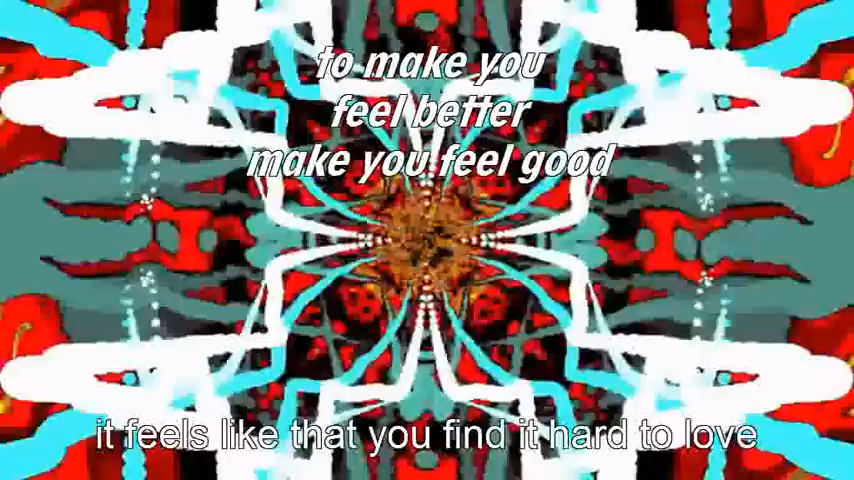 to make you
feel better
make you feel good
it feels like that you find it hard to love